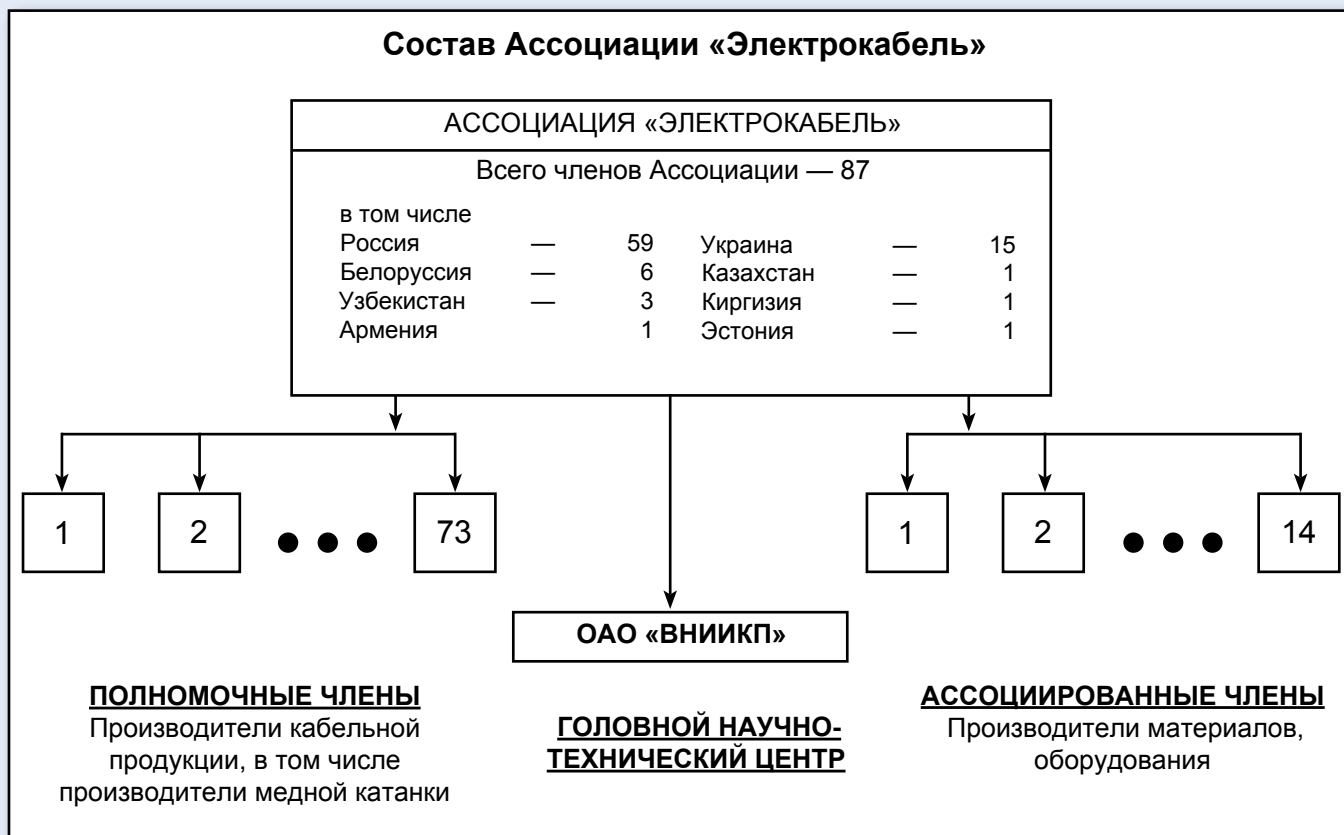 Состав Ассоциации «Электрокабель»
АССОЦИАЦИЯ «ЭЛЕКТРОКАБЕЛЬ»
Всего членов Ассоциации — 87
в том числе
Россия — 59 Украина — 15
Белоруссия — 6 Казахстан — 1
Узбекистан — 3 Киргизия — 1
Армения 1 Эстония — 1
1 2 ● ● ● 73
1 2 ● ● ● 14
ОАО «ВНИИКП»
ПОЛНОМОЧНЫЕ ЧЛЕНЫ
Производители кабельной
продукции, в том числе
производители медной катанки
ГОЛОВНОЙ НАУЧНО-
ТЕХНИЧЕСКИЙ ЦЕНТР
АССОЦИИРОВАННЫЕ ЧЛЕНЫ
Производители материалов,
оборудования